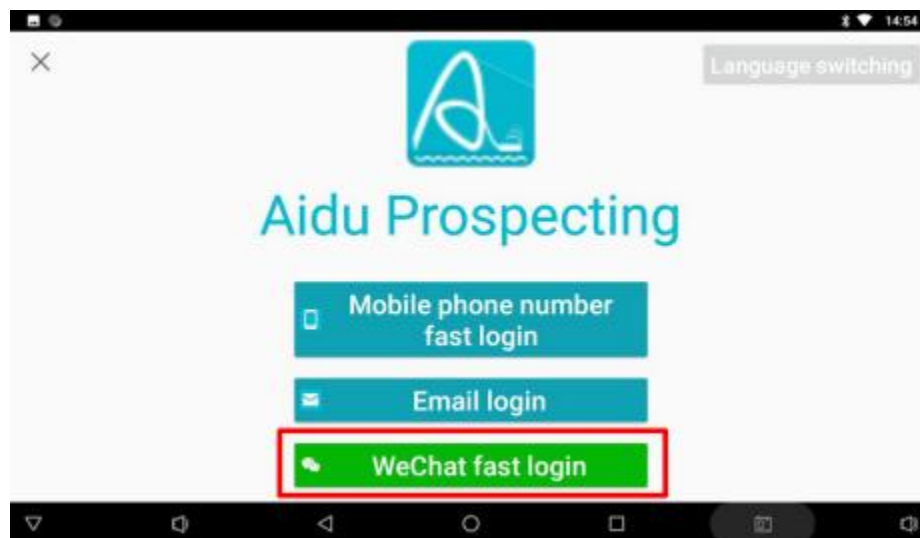 14:54
Language switching
Aidu Prospecting
Mobile phone number
fast login
Email login
WeChat fast login